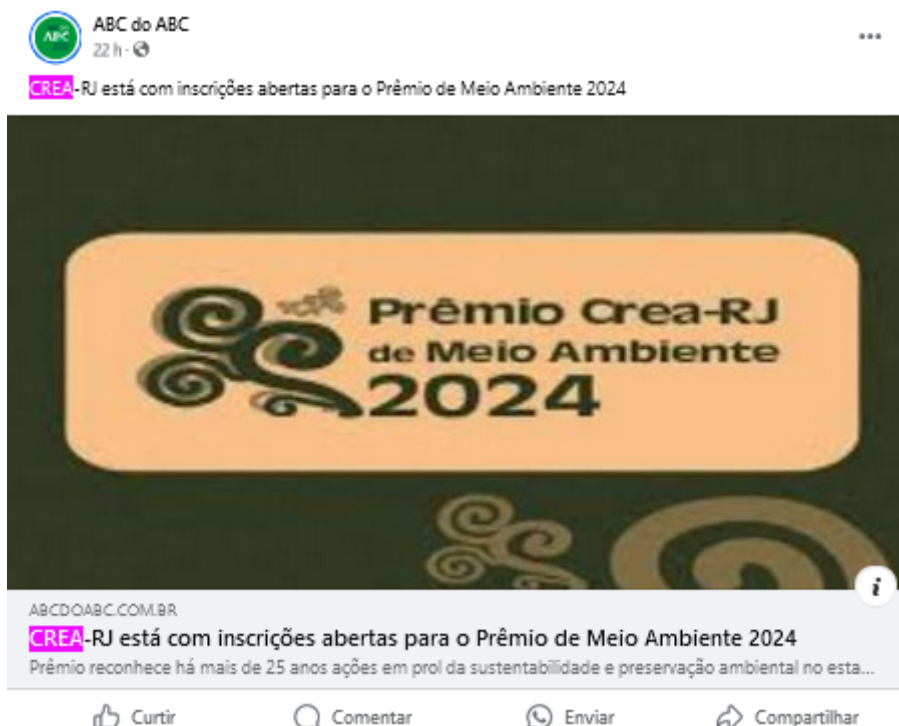 ABC do ABC
22 h ·
CREA-RJ está com inscrições abertas para o Prêmio de Meio Ambiente 2024
Prêmio Crea-RJ
de Meio Ambiente
2024
ABCDOABC.COM.BR
CREA-RJ está com inscrições abertas para o Prêmio de Meio Ambiente 2024
Prêmio reconhece há mais de 25 anos ações em prol da sustentabilidade e preservação ambiental no esta...
Curtir Comentar Enviar Compartilhar